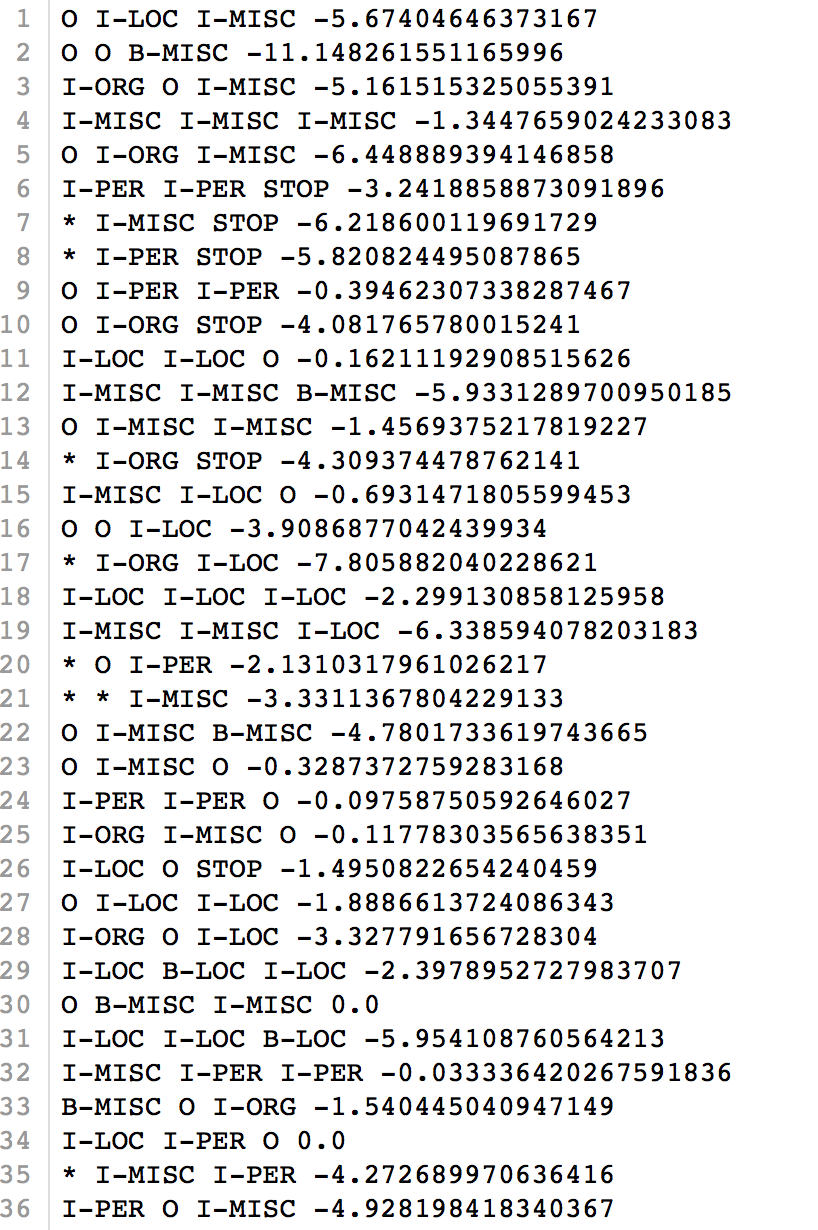 1 O I-LOC I-MISC -5.67404646373167
2 O O B-MISC -11.148261551165996
3 I-ORG O I-MISC -5.161515325055391
4 I-MISC I-MISC I-MISC -1.3447659024233083
5 O I-ORG I-MISC -6.448889394146858
6 I-PER I-PER STOP -3.2418858873091896
7 * I-MISC STOP -6.218600119691729
8 * I-PER STOP -5.820824495087865
9 O I-PER I-PER -0.39462307338287467
10 O I-ORG STOP -4.081765780015241
11 I-LOC I-LOC O -0.16211192908515626
12 I-MISC I-MISC B-MISC -5.9331289700950185
13 O I-MISC I-MISC -1.4569375217819227
14 * I-ORG STOP -4.309374478762141
15 I-MISC I-LOC O -0.6931471805599453
16 O O I-LOC -3.9086877042439934
17 * I-ORG I-LOC -7.805882040228621
18 I-LOC I-LOC I-LOC -2.299130858125958
19 I-MISC I-MISC I-LOC -6.338594078203183
20 * O I-PER -2.1310317961026217
21 * * I-MISC -3.3311367804229133
22 O I-MISC B-MISC -4.7801733619743665
23 O I-MISC O -0.3287372759283168
24 I-PER I-PER O -0.09758750592646027
25 I-ORG I-MISC O -0.11778303565638351
26 I-LOC O STOP -1.4950822654240459
27 O I-LOC I-LOC -1.8886613724086343
28 I-ORG O I-LOC -3.327791656728304
29 I-LOC B-LOC I-LOC -2.3978952727983707
30 O B-MISC I-MISC 0.0
31 I-LOC I-LOC B-LOC -5.954108760564213
32 I-MISC I-PER I-PER -0.033336420267591836
33 B-MISC O I-ORG -1.540445040947149
34 I-LOC I-PER O 0.0
35 * I-MISC I-PER -4.272689970636416
36 I-PER O I-MISC -4.928198418340367